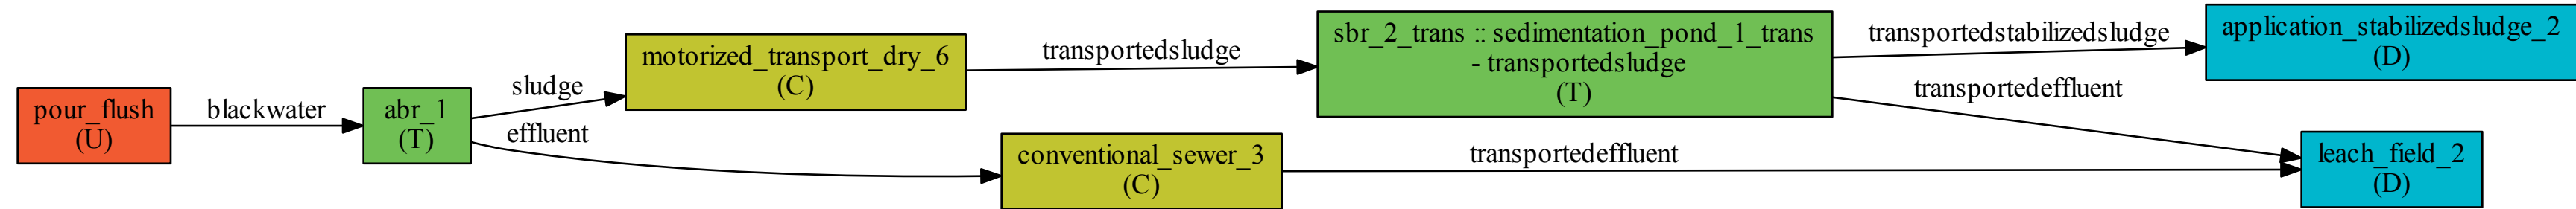 pour_flush
(U)
blackwater
abr_1
(T)
sludge
effluent
motorized_transport_dry_6
(C)
transportedsludge
conventional_sewer_3
(C)
transportedeffluent
sbr_2_trans :: sedimentation_pond_1_trans
- transportedsludge
(T)
transportedstabilizedsludge
transportedeffluent
application_stabilizedsludge_2
(D)
leach_field_2
(D)